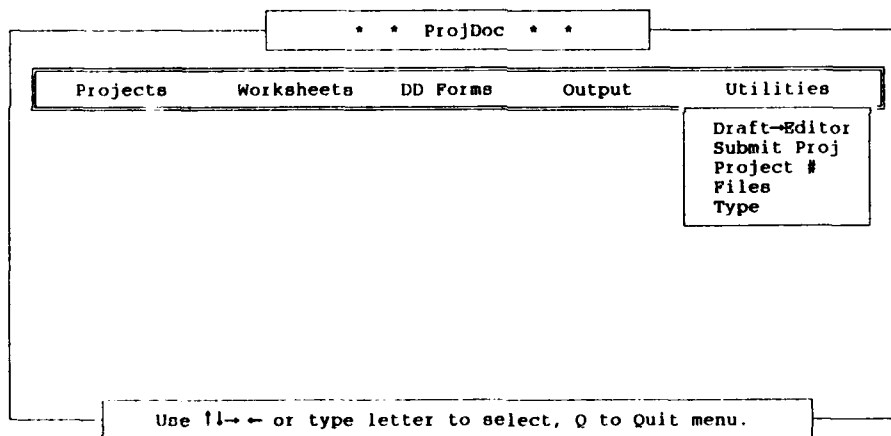 * * ProjDoc * *
Projects Worksheets DD Forms Output Utilities
Draft→Editor
Submit Proj
Project #
Files
Type
Use ↑↓→ ← or type letter to select, Q to Quit menu.